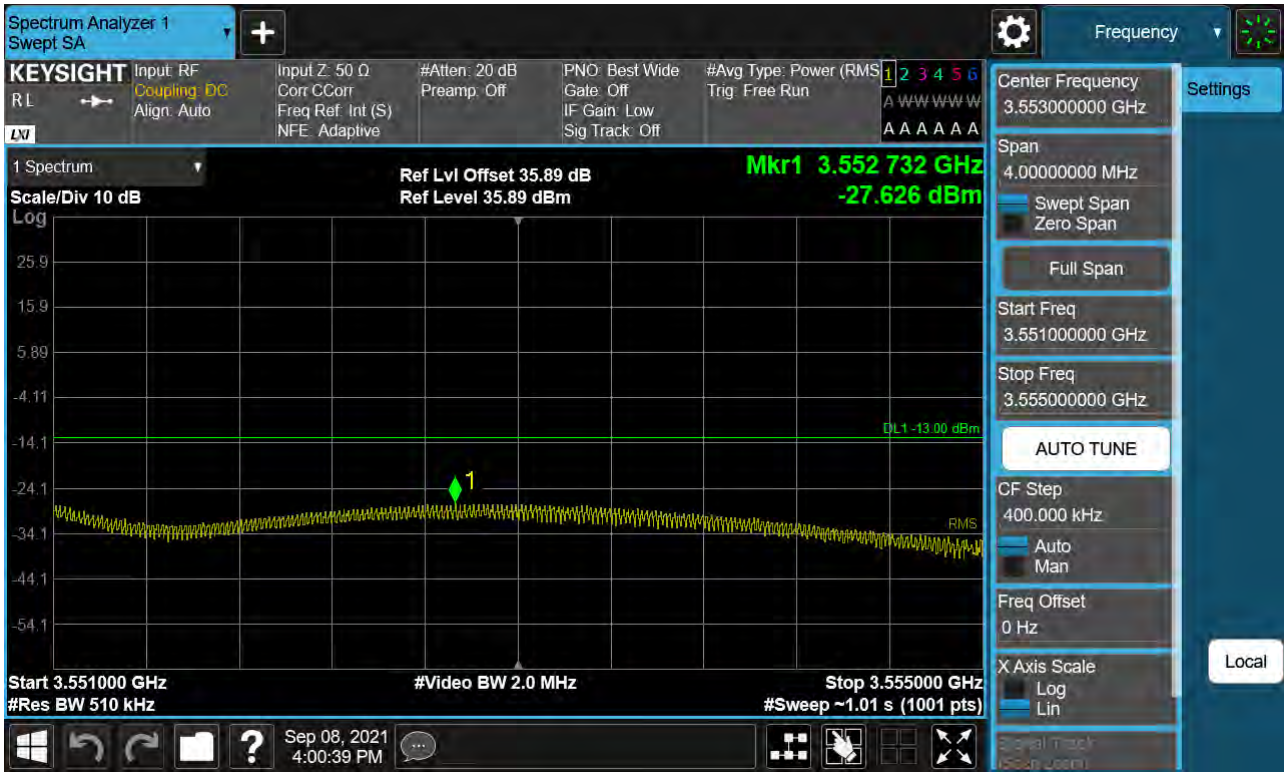 Spectrum Analyzer 1
Swept SA
+
Frequency
KEYSIGHT
RL
LXI
Input: RF
Coupling: DC
Align: Auto
Input Z: 50 Ω
Corr CCorr
Freq Ref: Int (S)
NFE: Adaptive
#Atten: 20 dB
Preamp: Off
PNO: Best Wide
Gate: Off
IF Gain: Low
Sig Track: Off
#Avg Type: Power (RMS
Trig: Free Run
1 2 3 4 5 6
A W W W W W
A A A A A A
1 Spectrum
Scale/Div 10 dB
Log
Ref Lvl Offset 35.89 dB
Ref Level 35.89 dBm
Mkr1 3.552 732 GHz
-27.626 dBm
25.9
15.9
5.89
-4.11
DL1 -13.00 dBm
-14.1
1
-24.1
RMS
-34.1
-44.1
-54.1
Start 3.551000 GHz
#Video BW 2.0 MHz
Stop 3.555000 GHz
#Res BW 510 kHz
#Sweep ~1.01 s (1001 pts)
Center Frequency
3.553000000 GHz
Settings
Span
4.00000000 MHz
Swept Span
Zero Span
Full Span
Start Freq
3.551000000 GHz
Stop Freq
3.555000000 GHz
AUTO TUNE
CF Step
400.000 kHz
Auto
Man
Freq Offset
0 Hz
X Axis Scale
Log
Lin
Local
Signal Track
(Span Zoom)
?
Sep 08, 2021
4:00:39 PM